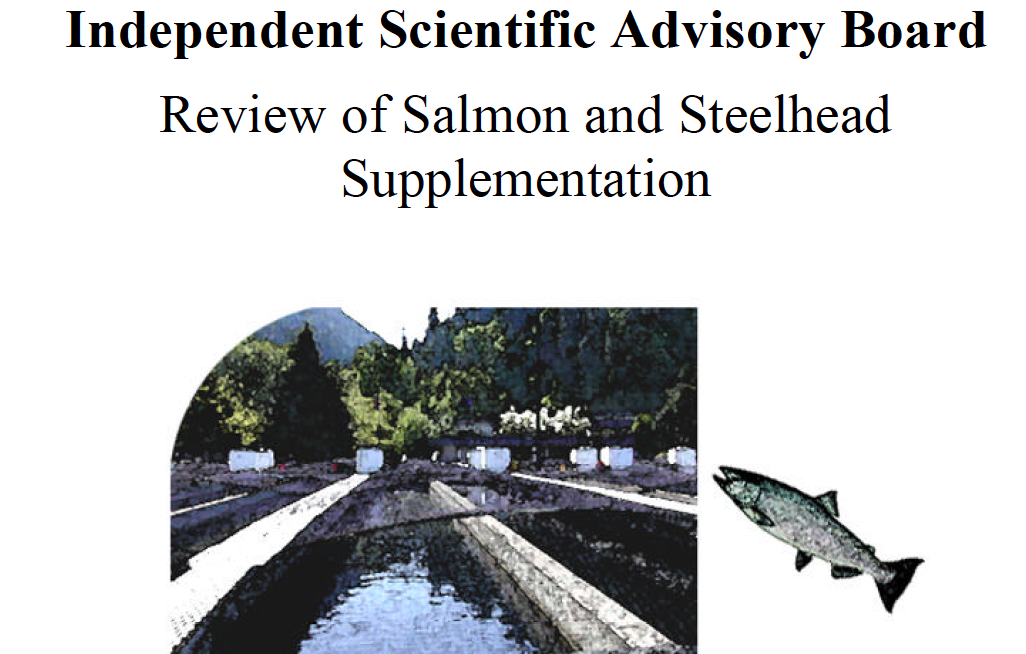 Independent Scientific Advisory Board
Review of Salmon and Steelhead
Supplementation